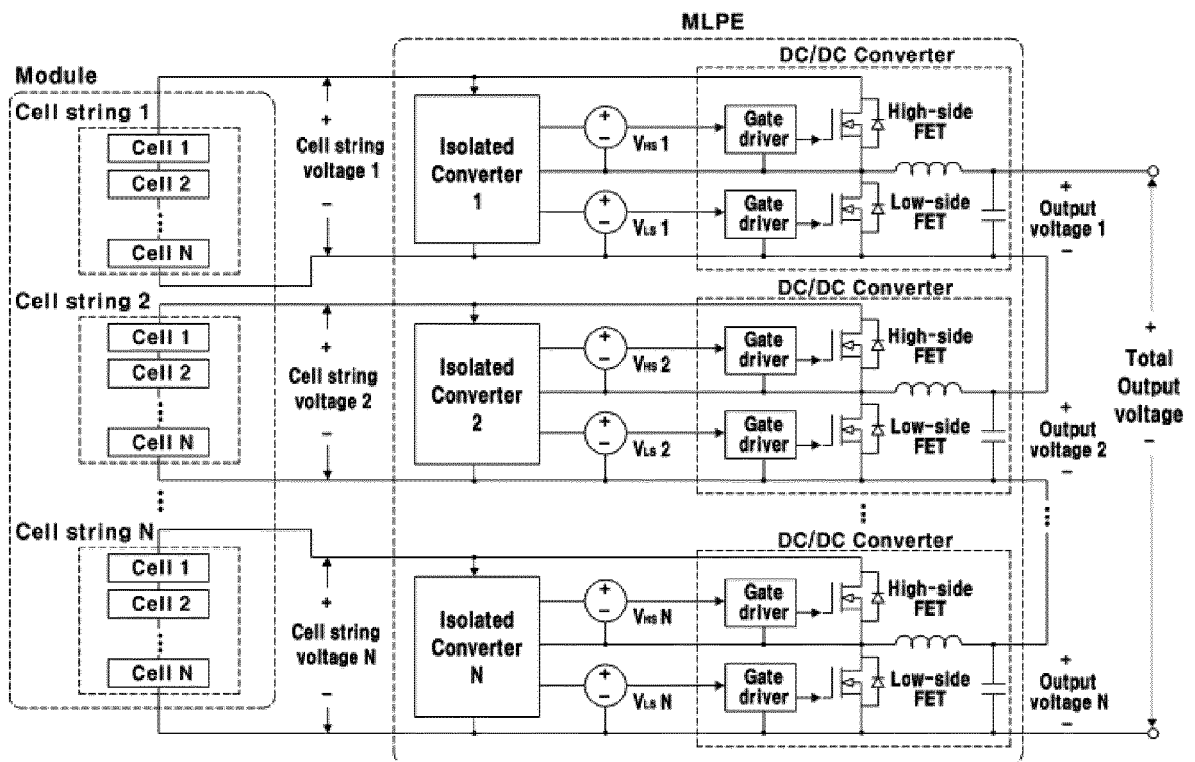 MLPE
Module
DC/DC Converter
Cell string 1
Cell 1
Cell 2
Cell N
+
Cell string
voltage 1
−
Isolated
Converter
1
+
−
VHS 1
+
−
VLS 1
Gate
driver
Gate
driver
High-side
FET
Low-side
FET
+
Output
voltage 1
−
Cell string 2
Cell 1
Cell 2
Cell N
+
Cell string
voltage 2
−
Isolated
Converter
2
+
−
VHS 2
+
−
VLS 2
DC/DC Converter
Gate
driver
Gate
driver
High-side
FET
Low-side
FET
+
Output
voltage 2
−
+
Total
Output
voltage
−
Cell string N
Cell 1
Cell 2
Cell N
+
Cell string
voltage N
−
Isolated
Converter
N
+
−
VHS N
+
−
VLS N
DC/DC Converter
Gate
driver
Gate
driver
High-side
FET
Low-side
FET
+
Output
voltage N
−